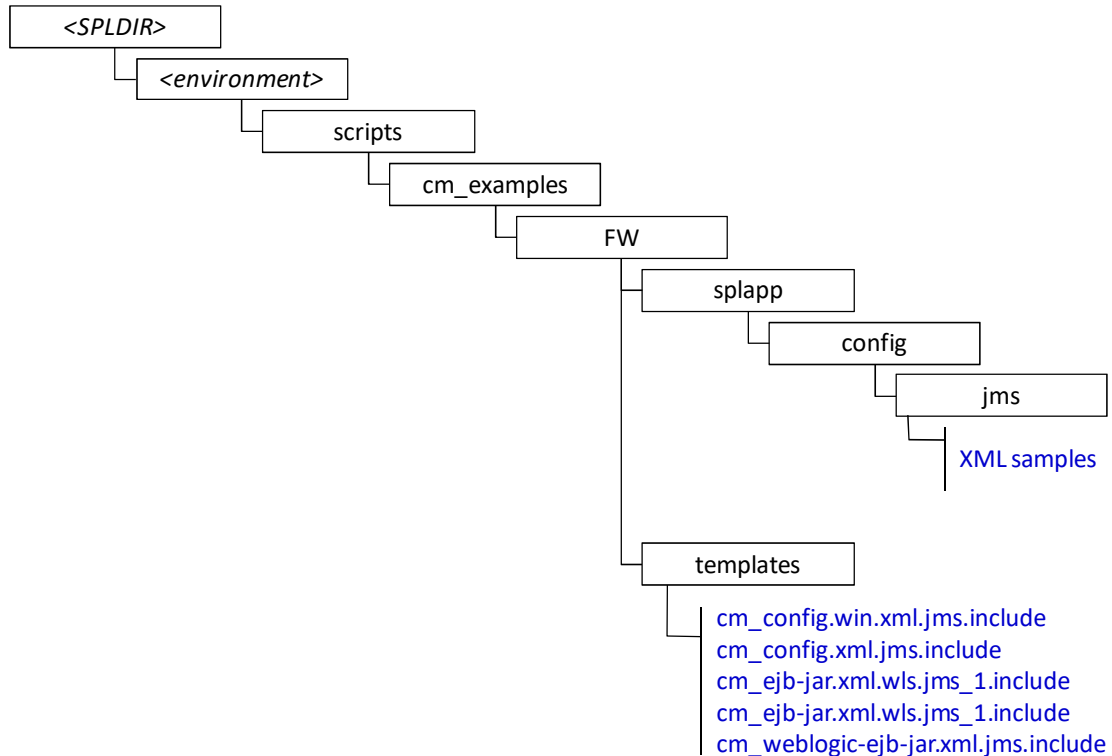 <SPLDIR>
<environment>
scripts
cm_examples
FW
splapp
config
jms
XML samples
templates
cm_config.win.xml.jms.include
cm_config.xml.jms.include
cm_ejb-jar.xml.wls.jms_1.include
cm_ejb-jar.xml.wls.jms_1.include
cm_weblogic-ejb-jar.xml.jms.include